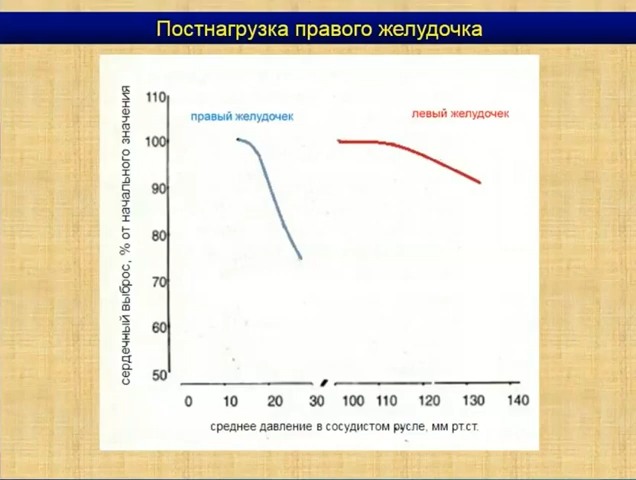 Постнагрузка правого желудочка
правый желудочек
левый желудочек
сердечный выброс, % от начального значения
110
100
90
80
70
60
50
0 10 20 30 100 110 120 130 140
среднее давление в сосудистом русле, мм рт.ст.